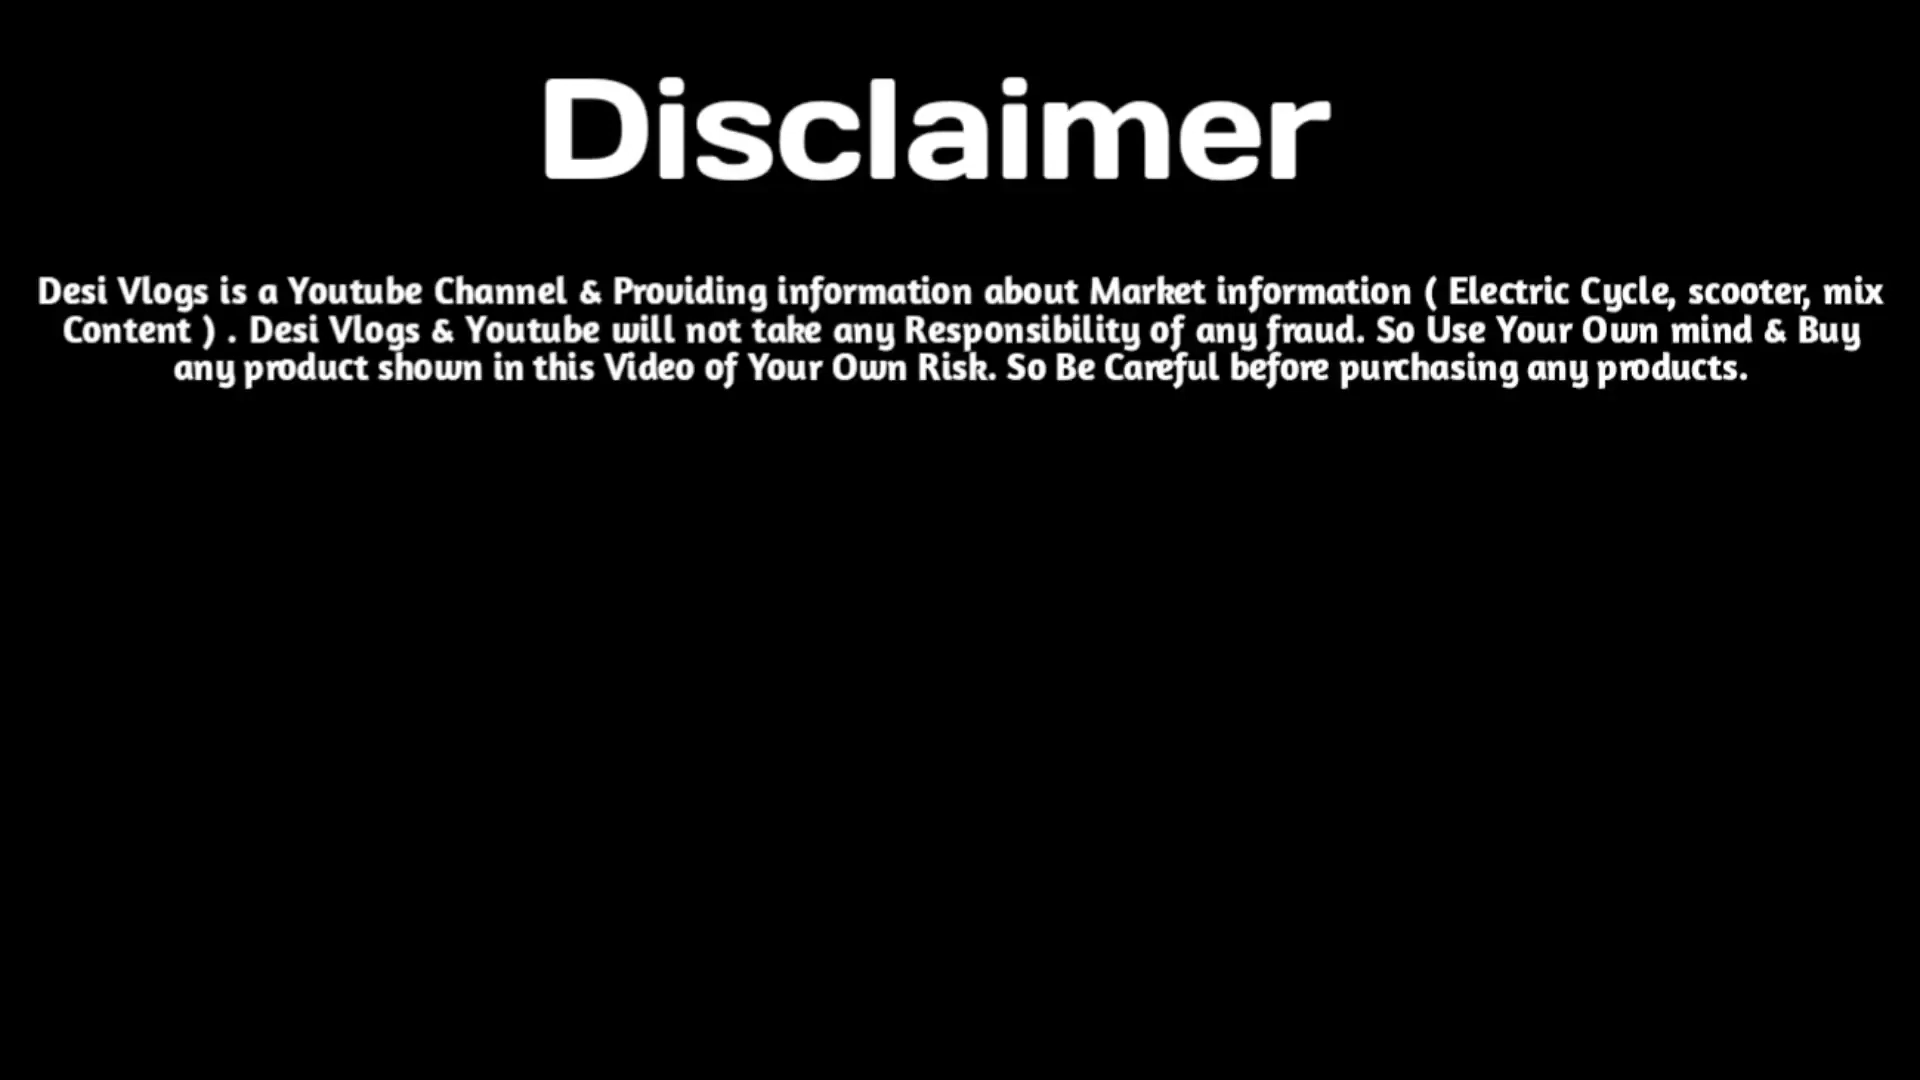 Disclaimer
Desi Vlogs is a Youtube Channel & Providing information about Market information ( Electric Cycle, scooter, mix
Content ) . Desi Vlogs & Youtube will not take any Responsibility of any fraud. So Use Your Own mind & Buy
any product shown in this Video of Your Own Risk. So Be Careful before purchasing any products.